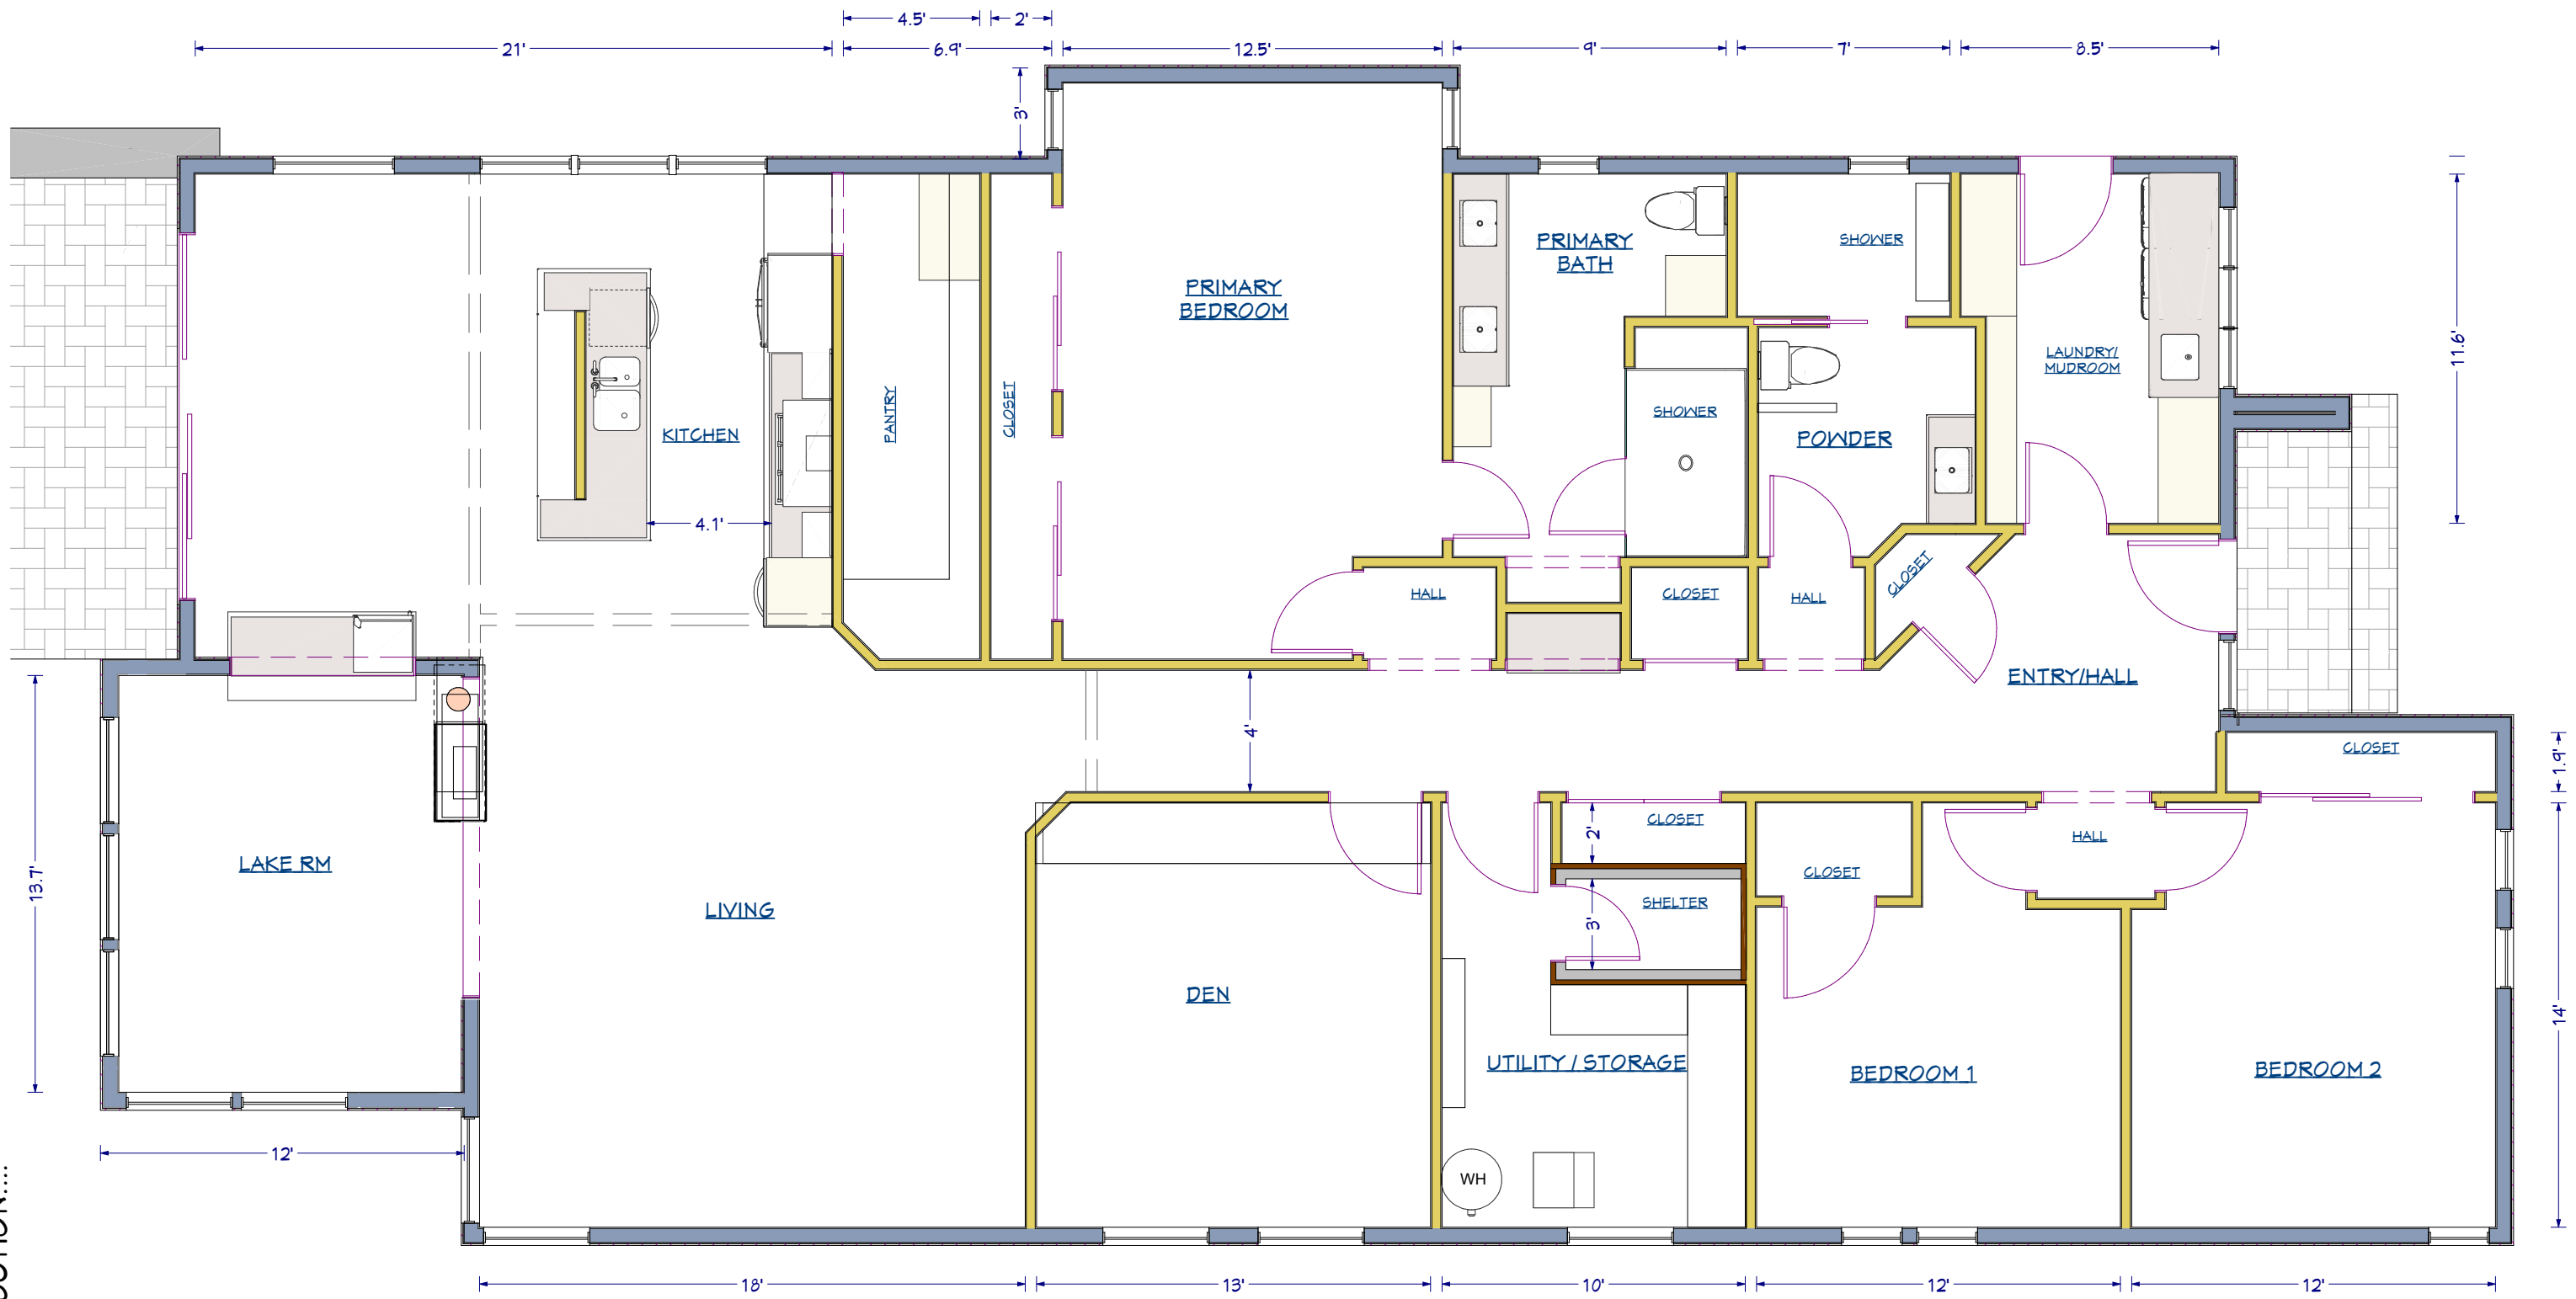 4.5'
2'
21'
6.9'
12.5'
9'
7'
8.5'
3'
PRIMARY
BATH
SHOWER
PRIMARY
BEDROOM
11.6'
LAUNDRY/
MUDROOM
PANTRY
CLOSET
SHOWER
KITCHEN
POWDER
4.1'
CLOSET
HALL
CLOSET
HALL
ENTRY/HALL
4'
CLOSET
1.9'
2'
CLOSET
HALL
LAKE RM
13.7'
CLOSET
SHELTER
3'
LIVING
DEN
14'
UTILITY / STORAGE
BEDROOM 1
BEDROOM 2
12'
WH
18'
13'
10'
12'
12'